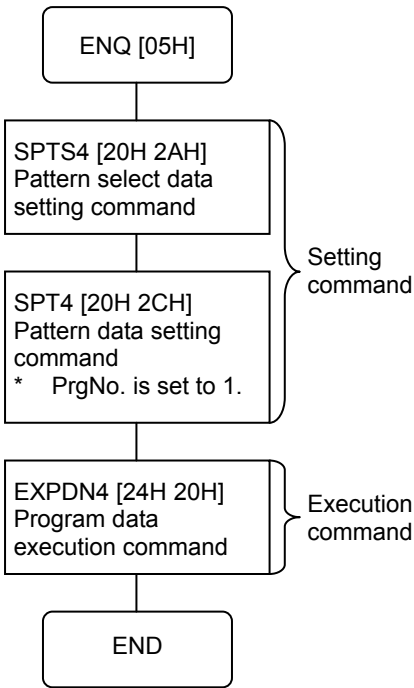 ENQ [05H]
SPTS4 [20H 2AH]
Pattern select data
setting command
Setting
command
SPT4 [20H 2CH]
Pattern data setting
command
* PrgNo. is set to 1.
EXPDN4 [24H 20H]
Program data
execution command
Execution
command
END